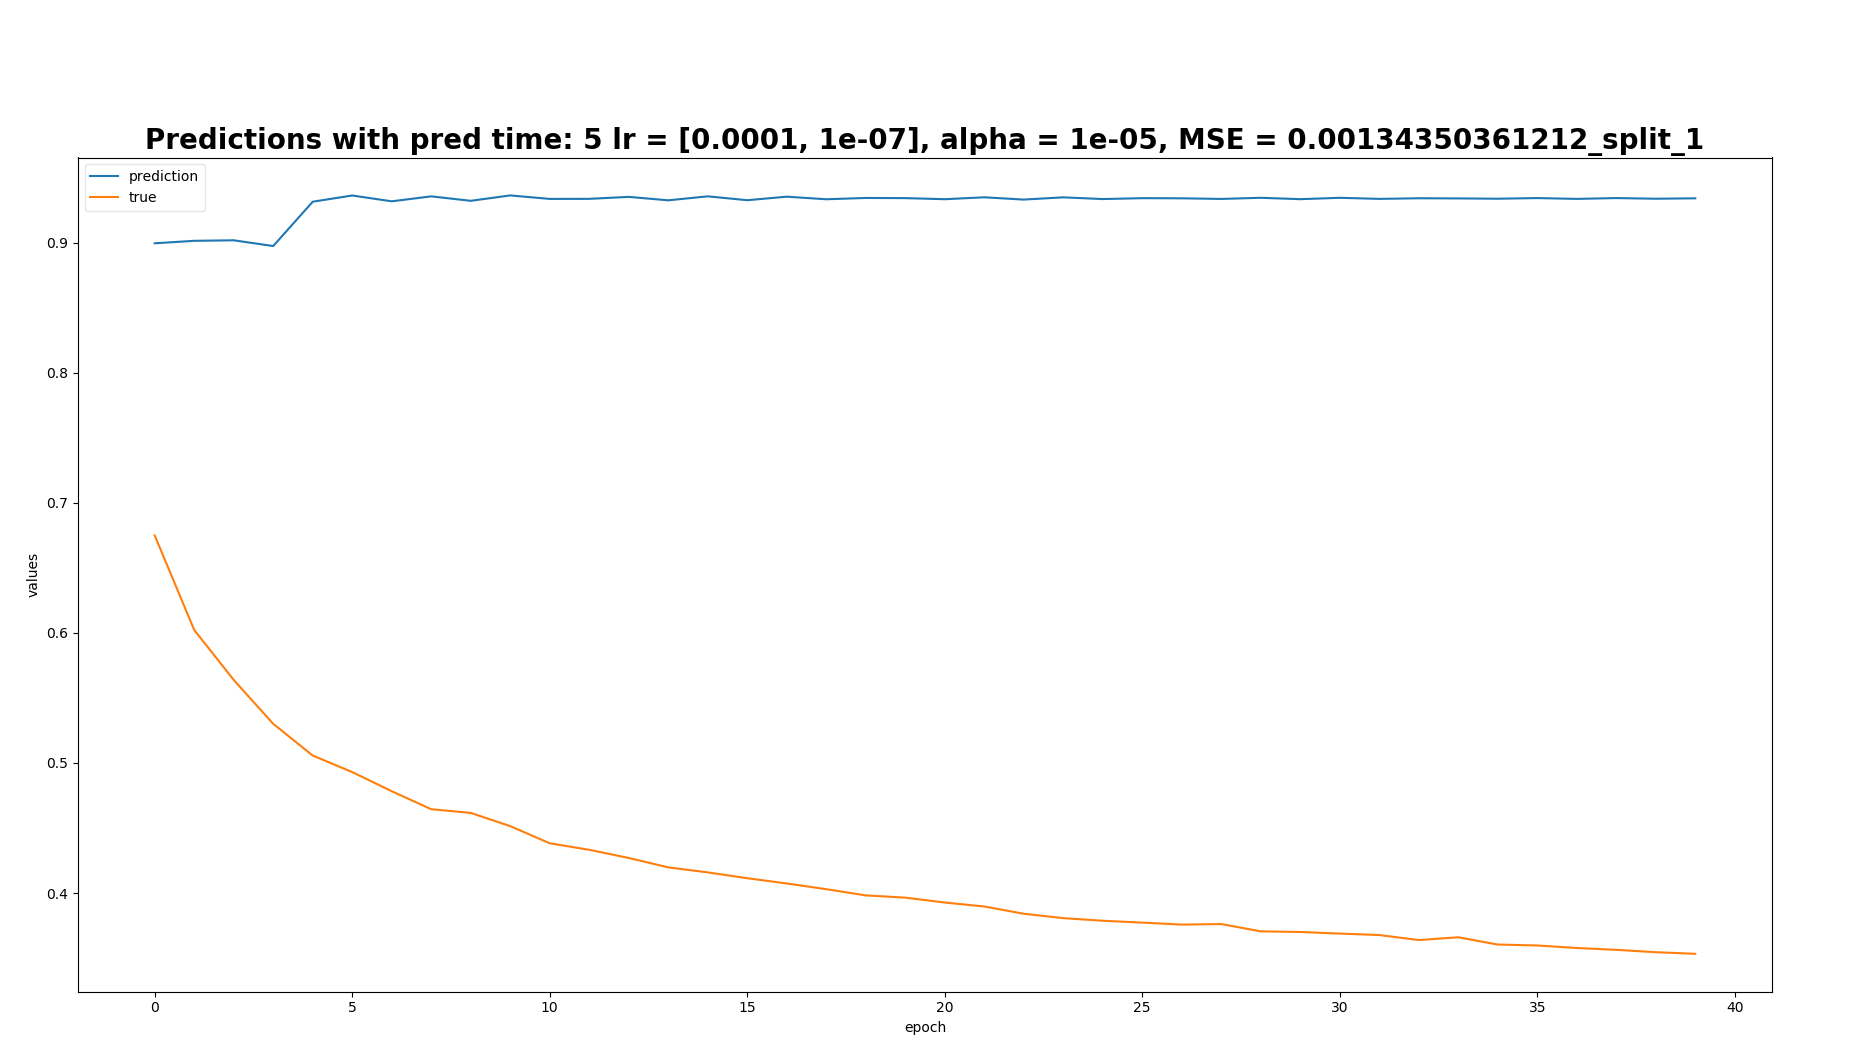 Predictions with pred time: 5 lr = [0.0001, 1e-07], alpha = 1e-05, MSE = 0.00134350361212_split_1
prediction
true
0.9
0.8
0.7
0.6
0.5
0.4
values
0 5 10 15 20 25 30 35 40
epoch